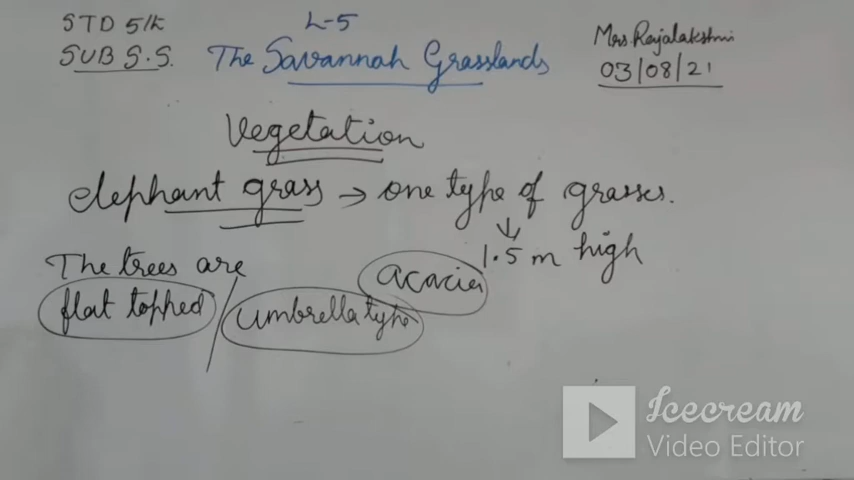 STD 5/K
L-5
Mrs. Rajalakshmi
SUB S.S.
The Savannah Grasslands
03/08/21
Vegetation
elephant grass → one type of grasses.
↓
1.5 m high
The trees are
acacia
flat topped / umbrella type
Icecream
Video Editor